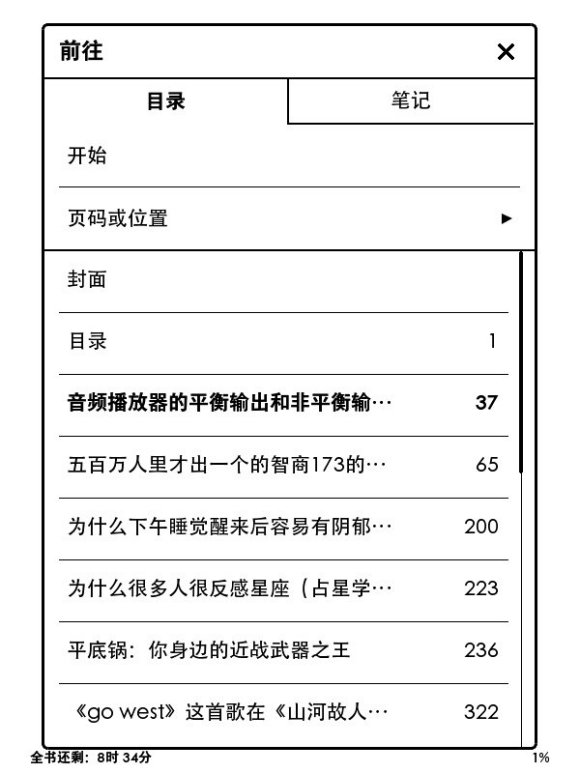 前往 ×
目录 笔记
开始
页码或位置 ▸
封面
目录 1
音频播放器的平衡输出和非平衡输… 37
五百万人里才出一个的智商173的… 65
为什么下午睡觉醒来后容易有阴郁… 200
为什么很多人很反感星座（占星学… 223
平底锅：你身边的近战武器之王 236
《go west》这首歌在《山河故人… 322
全书还剩：8时 34分 1%